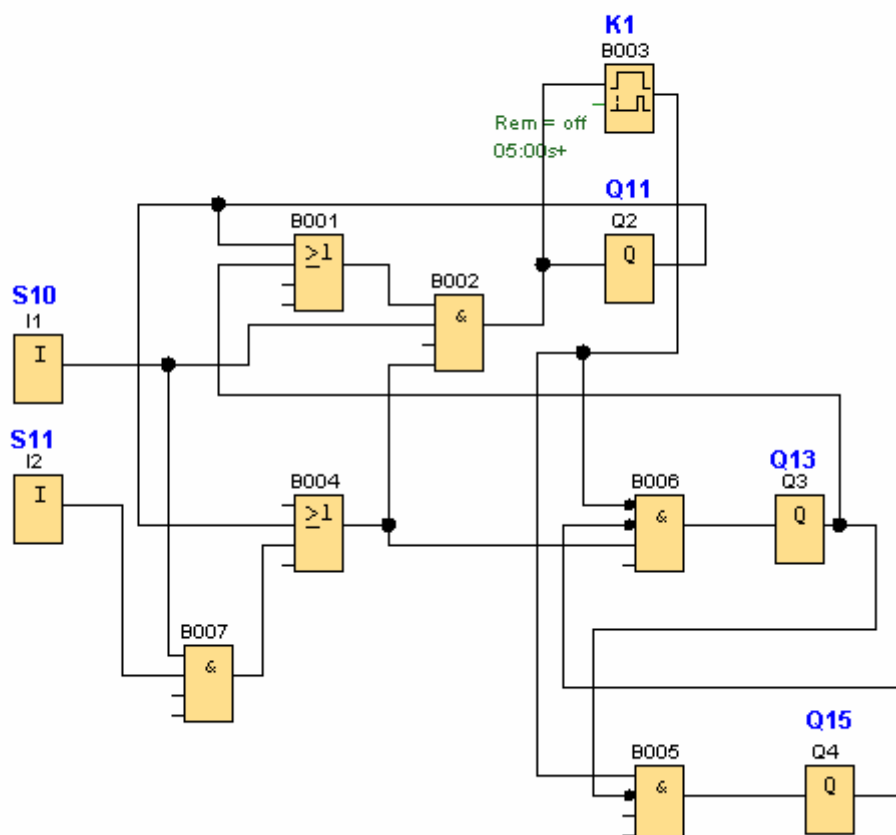 K1
B003
Rem = off
05:00s+
Q11
Q2
Q
B001
≥1
B002
&
S10
I1
I
S11
I2
I
B004
≥1
B006
&
Q13
Q3
Q
B007
&
Q15
B005
&
Q4
Q